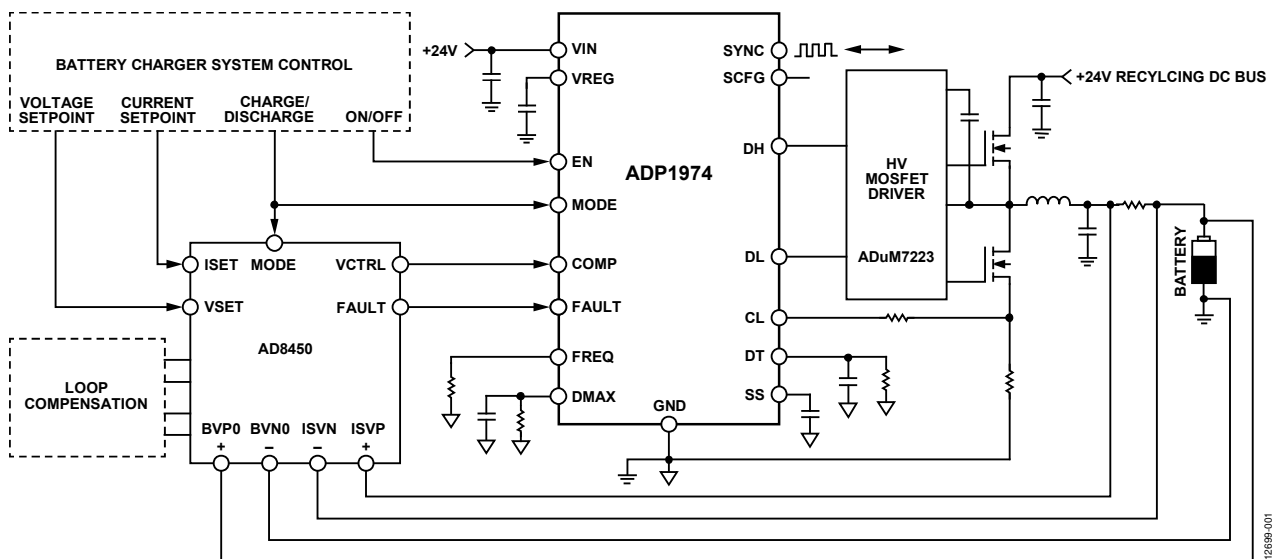 BATTERY CHARGER SYSTEM CONTROL
VOLTAGE
SETPOINT
CURRENT
SETPOINT
CHARGE/
DISCHARGE
ON/OFF
+24V
VIN
VREG
EN
MODE
COMP
FAULT
FREQ
DMAX
ADP1974
GND
SYNC
SCFG
DH
DL
CL
DT
SS
HV
MOSFET
DRIVER
ADuM7223
+24V RECYLCING DC BUS
BATTERY
ISET
MODE
VCTRL
VSET
FAULT
AD8450
BVP0
BVN0
ISVN
ISVP
+
–
–
+
LOOP
COMPENSATION
12699-001